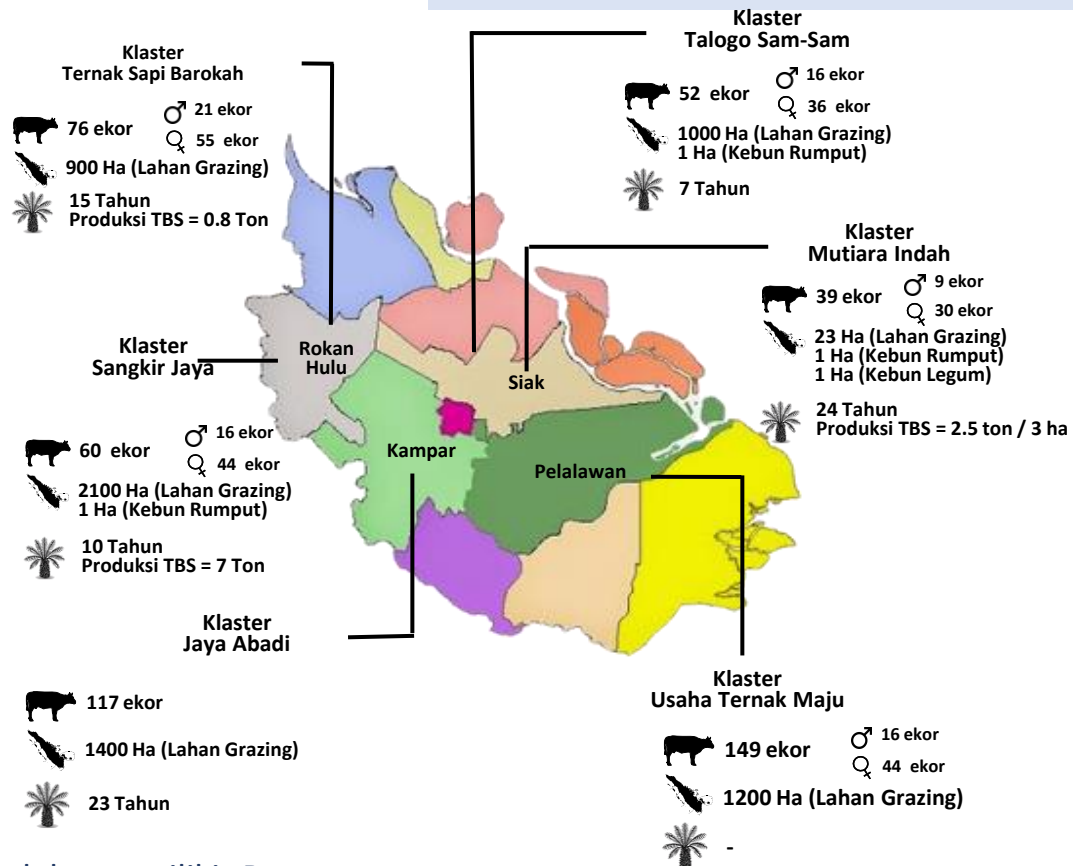 Klaster
Talogo Sam-Sam
52 ekor
16 ekor
36 ekor
1000 Ha (Lahan Grazing)
1 Ha (Kebun Rumput)
7 Tahun
Klaster
Ternak Sapi Barokah
76 ekor
21 ekor
55 ekor
900 Ha (Lahan Grazing)
15 Tahun
Produksi TBS = 0.8 Ton
Klaster
Mutiara Indah
39 ekor
9 ekor
30 ekor
23 Ha (Lahan Grazing)
1 Ha (Kebun Rumput)
1 Ha (Kebun Legum)
24 Tahun
Produksi TBS = 2.5 ton / 3 ha
Klaster
Sangkir Jaya
60 ekor
16 ekor
44 ekor
2100 Ha (Lahan Grazing)
1 Ha (Kebun Rumput)
10 Tahun
Produksi TBS = 7 Ton
Rokan
Hulu
Siak
Kampar
Pelalawan
Klaster
Jaya Abadi
117 ekor
1400 Ha (Lahan Grazing)
23 Tahun
Klaster
Usaha Ternak Maju
149 ekor
16 ekor
44 ekor
1200 Ha (Lahan Grazing)
-